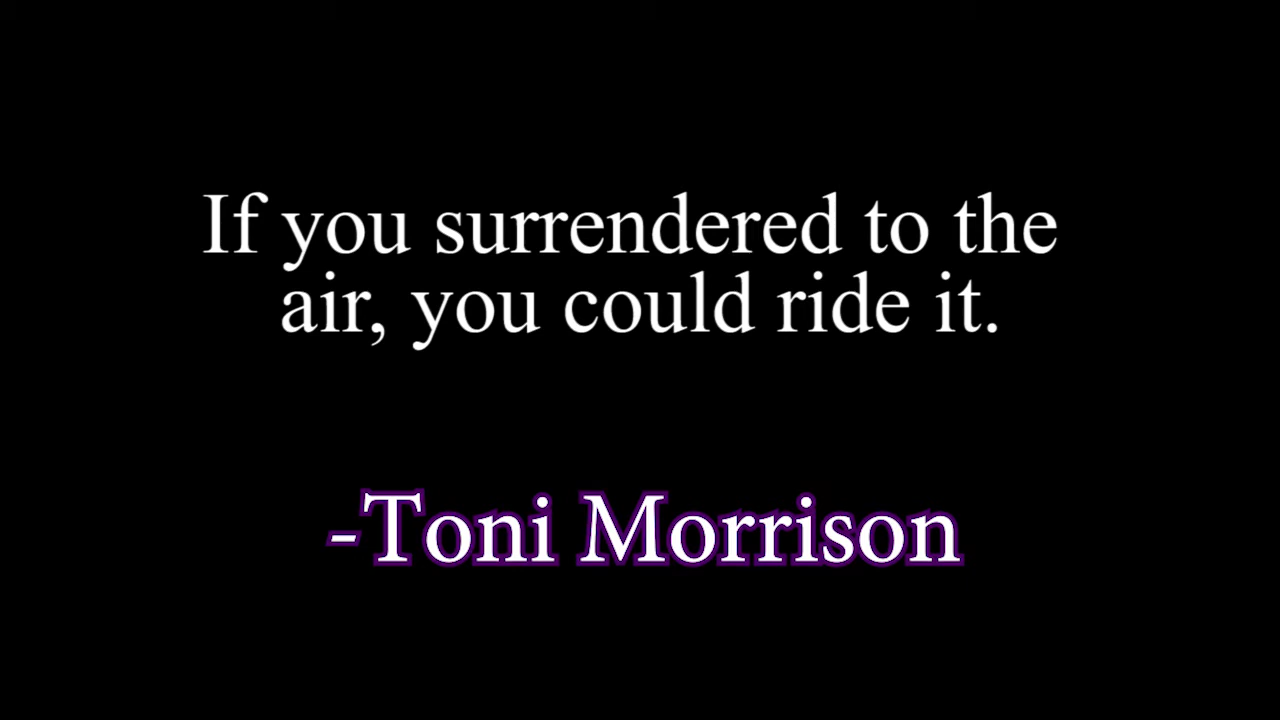 If you surrendered to the
air, you could ride it.
-Toni Morrison